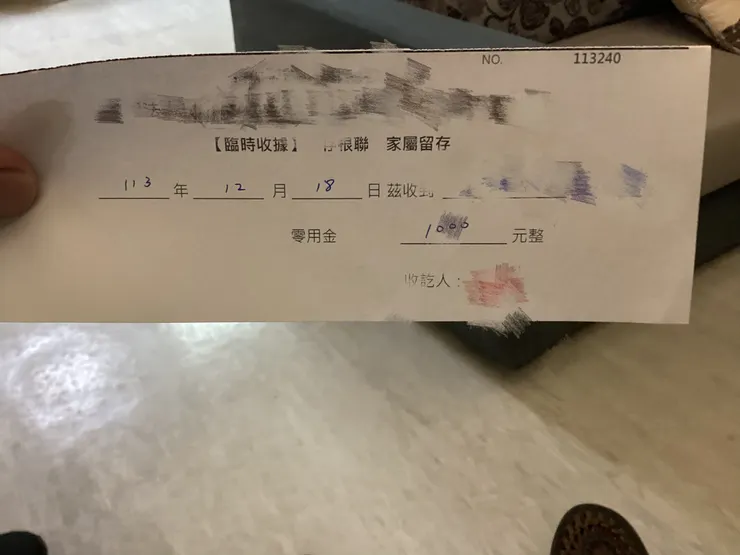 NO. 113240
【臨時收據】 存根聯 家屬留存
113 年 12 月 18 日 茲收到
零用金 1000 元整
收訖人：